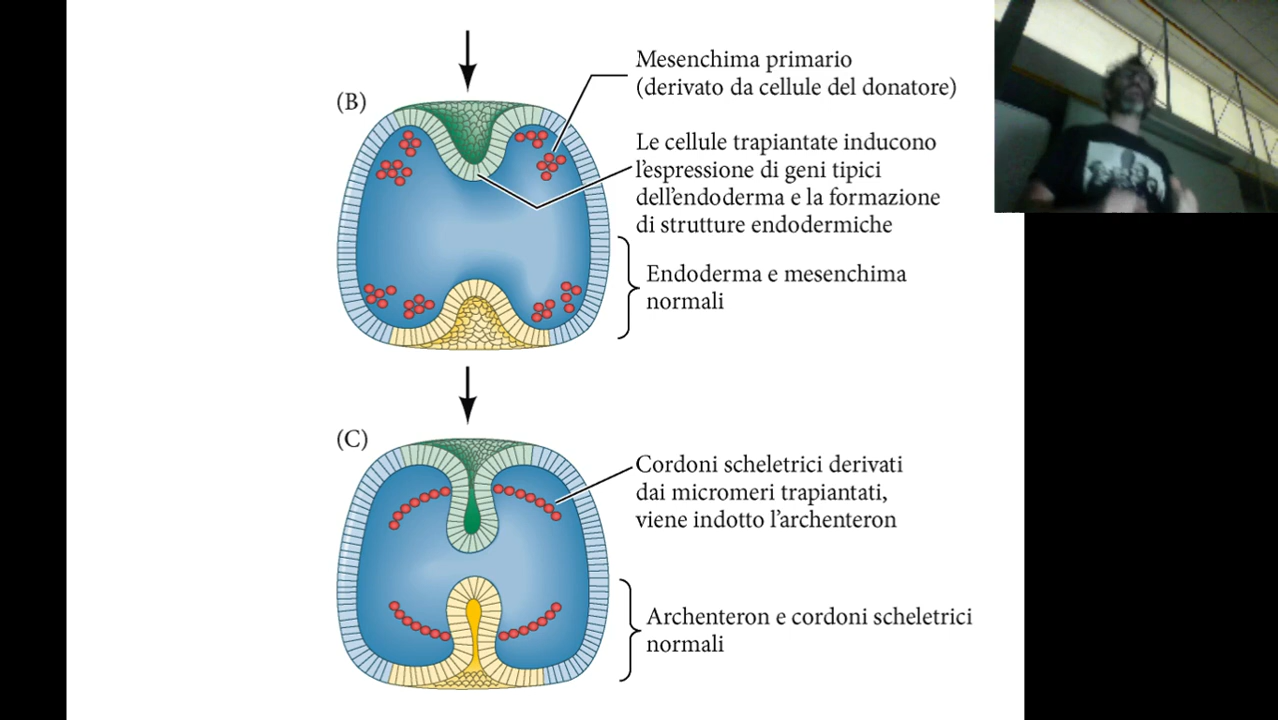 (B)
Mesenchima primario
(derivato da cellule del donatore)
Le cellule trapiantate inducono
l'espressione di geni tipici
dell'endoderma e la formazione
di strutture endodermiche
Endoderma e mesenchima
normali
(C)
Cordoni scheletrici derivati
dai micromeri trapiantati,
viene indotto l'archenteron
Archenteron e cordoni scheletrici
normali